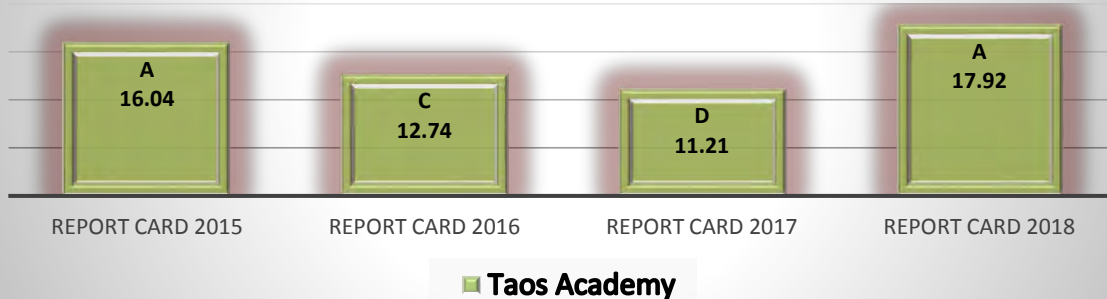 A
16.04
C
12.74
D
11.21
A
17.92
REPORT CARD 2015
REPORT CARD 2016
REPORT CARD 2017
REPORT CARD 2018
Taos Academy